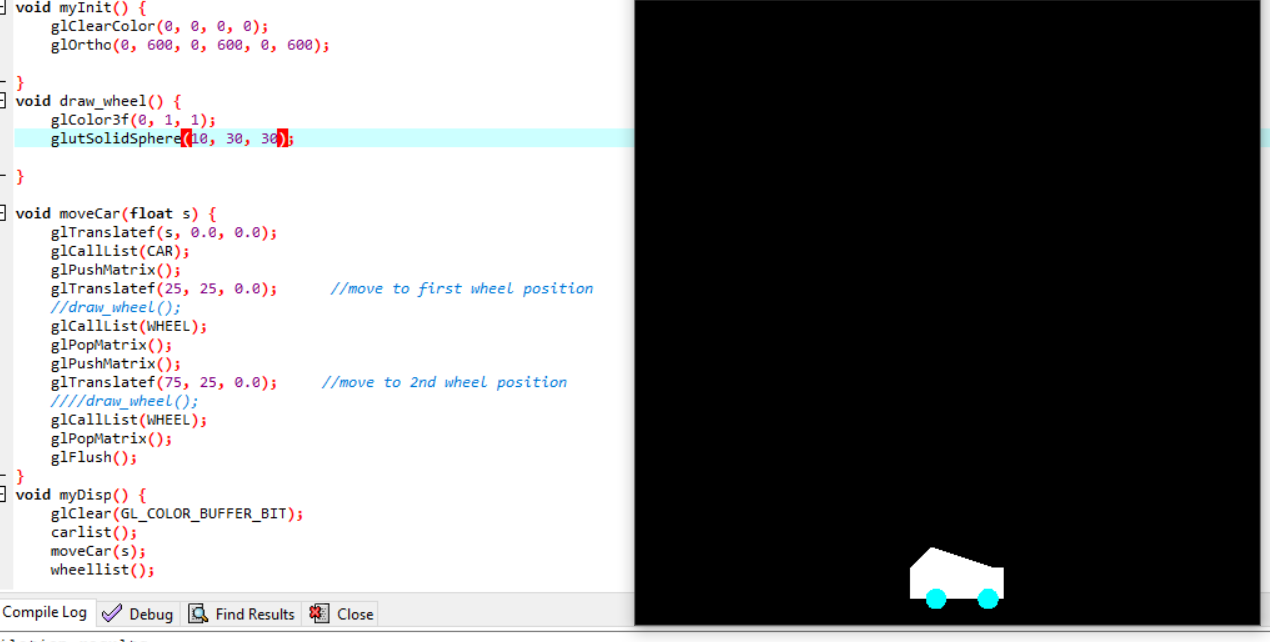 void myInit() {
glClearColor(0, 0, 0, 0);
glOrtho(0, 600, 0, 600, 0, 600);
}
void draw_wheel() {
glColor3f(0, 1, 1);
glutSolidSphere(10, 30, 30);
}
void moveCar(float s) {
glTranslatef(s, 0.0, 0.0);
glCallList(CAR);
glPushMatrix();
glTranslatef(25, 25, 0.0); //move to first wheel position
//draw_wheel();
glCallList(WHEEL);
glPopMatrix();
glPushMatrix();
glTranslatef(75, 25, 0.0); //move to 2nd wheel position
////draw_wheel();
glCallList(WHEEL);
glPopMatrix();
glFlush();
}
void myDisp() {
glClear(GL_COLOR_BUFFER_BIT);
carlist();
moveCar(s);
wheellist();
Compile Log Debug Find Results Close